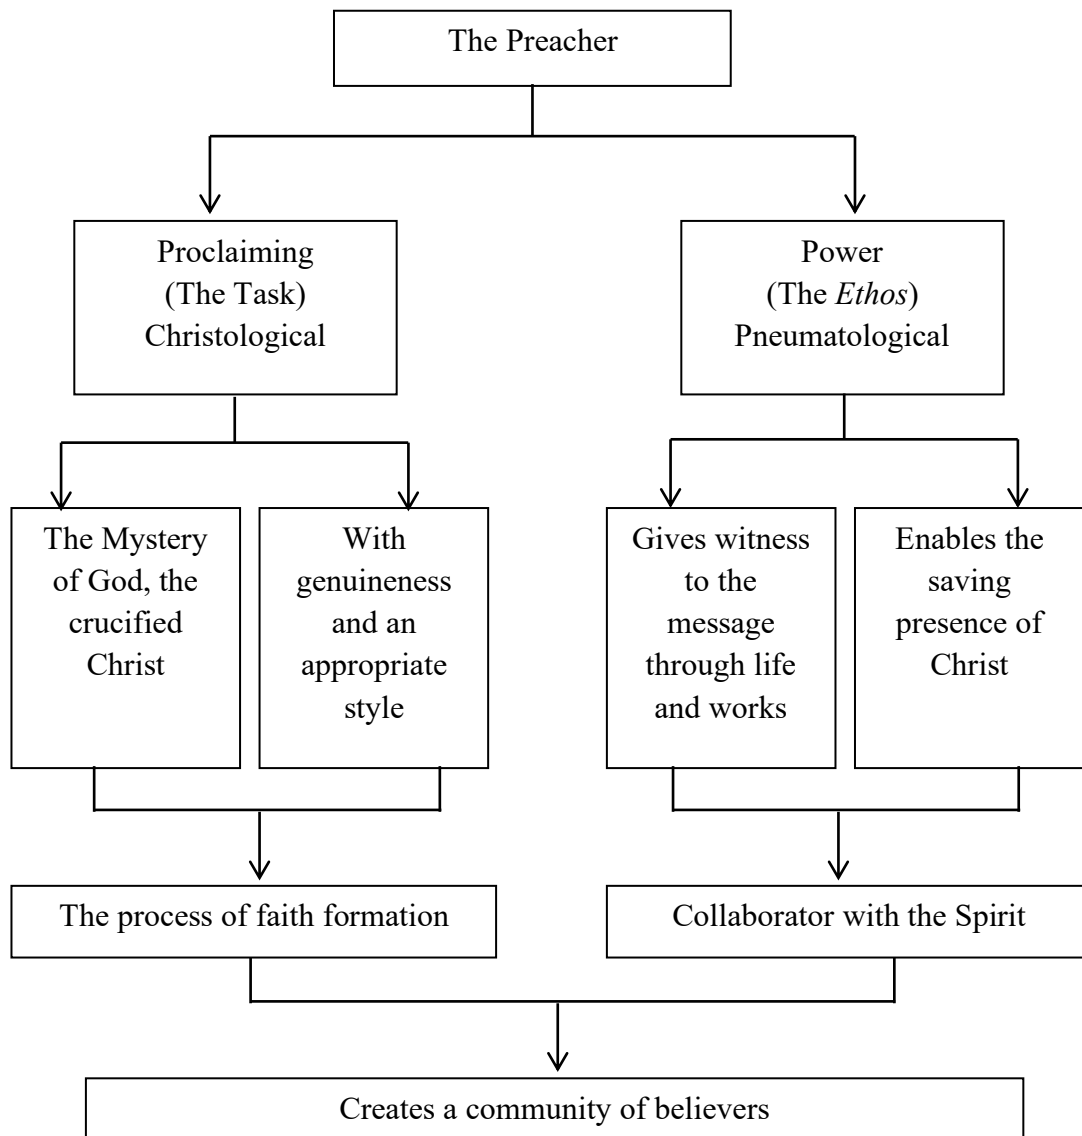 The Preacher
Proclaiming
(The Task)
Christological
Power
(The Ethos)
Pneumatological
The Mystery
of God, the
crucified
Christ
With
genuineness
and an
appropriate
style
Gives witness
to the
message
through life
and works
Enables the
saving
presence of
Christ
The process of faith formation
Collaborator with the Spirit
Creates a community of believers